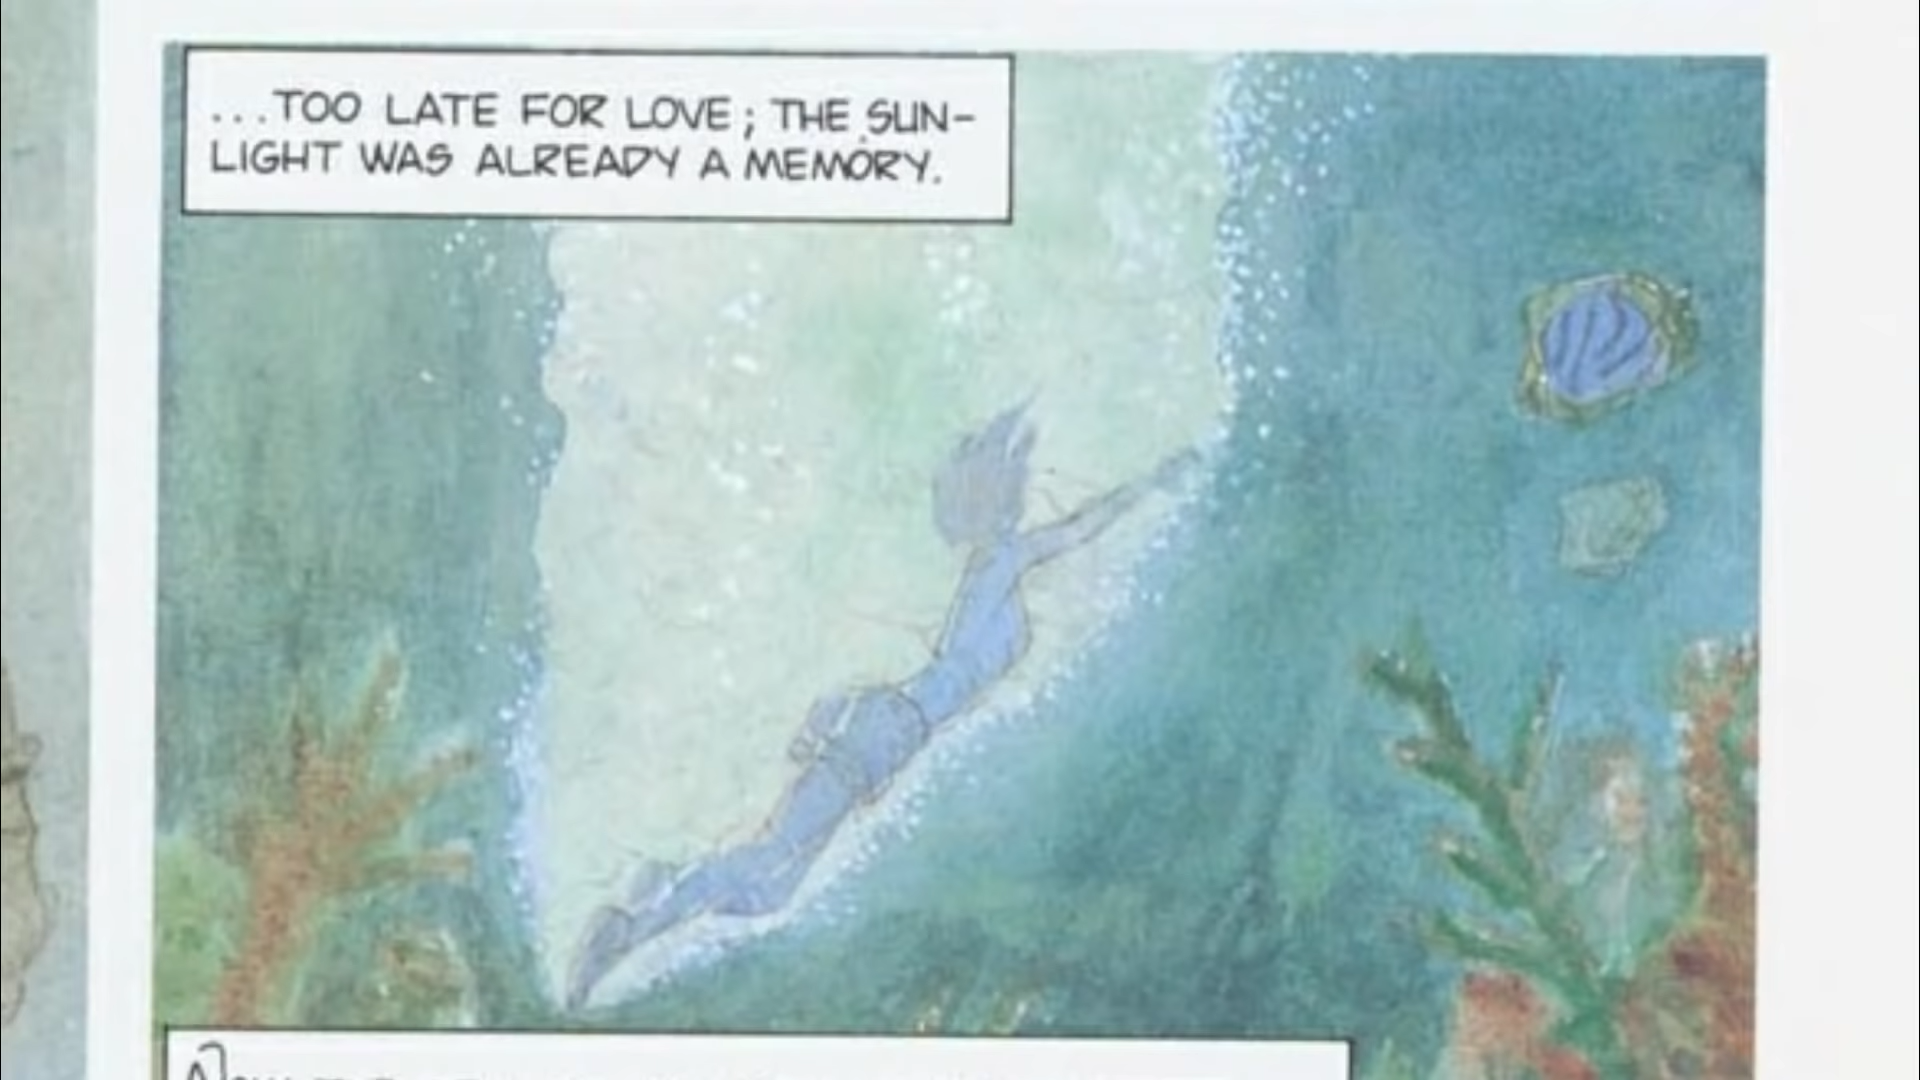 ...TOO LATE FOR LOVE; THE SUN-
LIGHT WAS ALREADY A MEMORY.